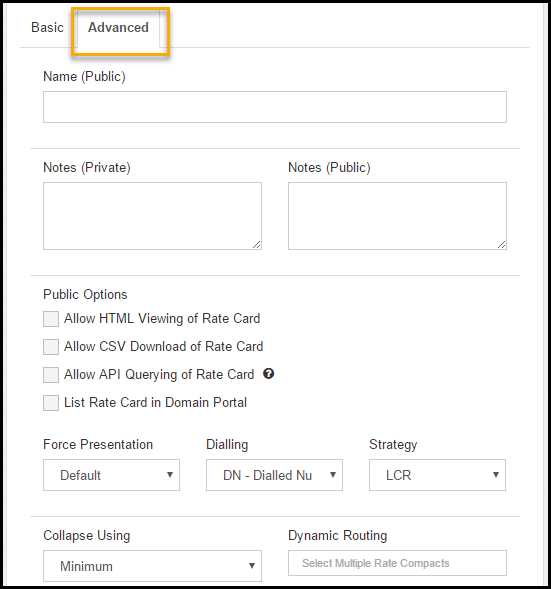 Basic Advanced
Name (Public)
Notes (Private) Notes (Public)
Public Options
Allow HTML Viewing of Rate Card
Allow CSV Download of Rate Card
Allow API Querying of Rate Card ?
List Rate Card in Domain Portal
Force Presentation Dialling Strategy
Default DN - Dialled Nu LCR
Collapse Using Dynamic Routing
Minimum Select Multiple Rate Compacts